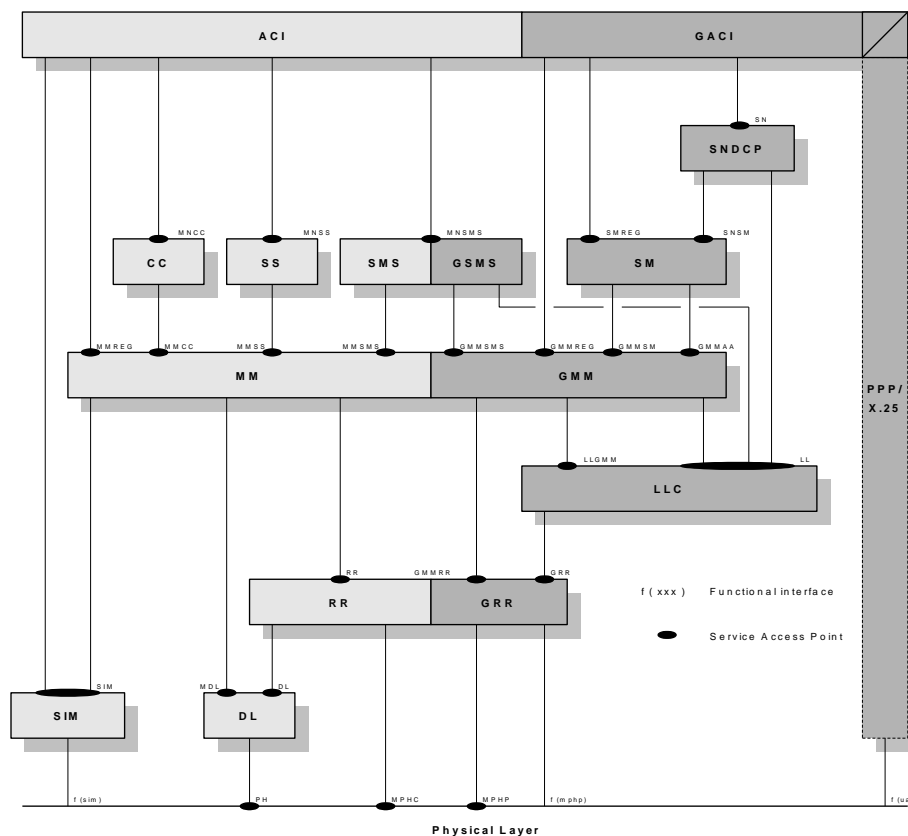 ACI GACI
SN
SNDCP
MNCC MNSS MNSMS SMREG SNSM
CC SS SMS GSMS SM
MMREG MMCC MMSS MMSMS GMMSMS GMMREG GMMSM GMMAA
MM GMM
PPP/
X.25
LLGMM LL
LLC
RR GMMRR GRR
RR GRR
f ( xxx ) Functional interface
Service Access Point
SIM MDL DL
SIM DL
f (sim) PH MPHC MPHP f (mphp)
Physical Layer